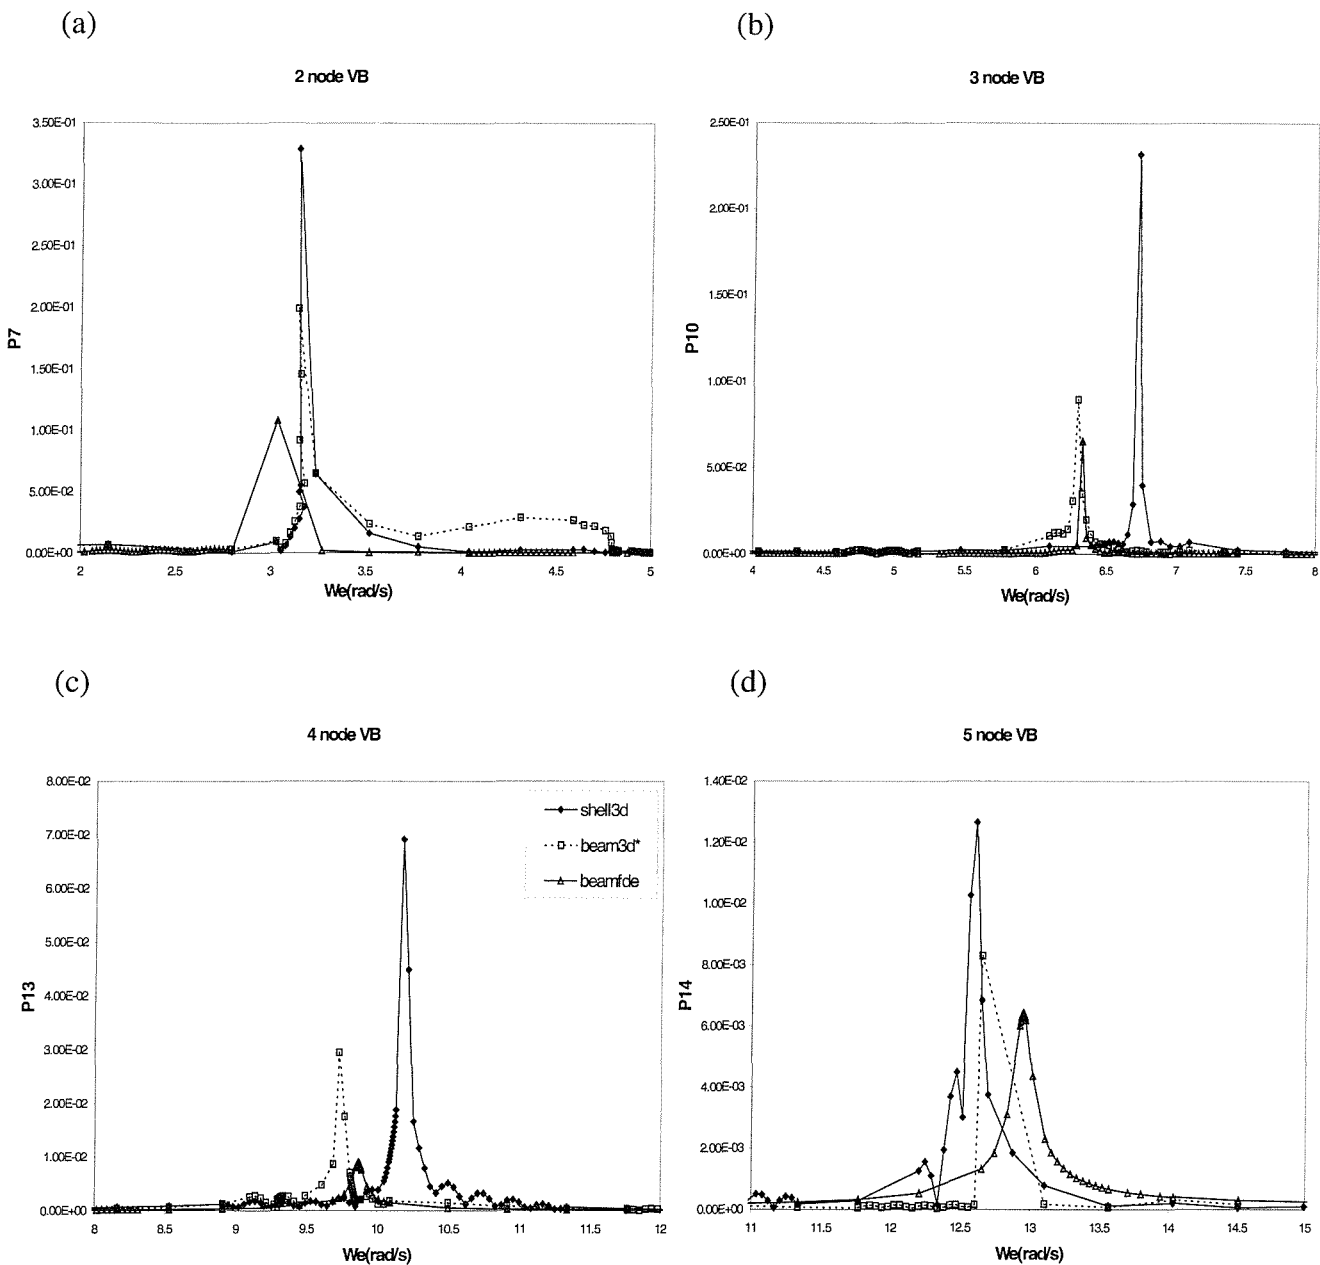 (a)
2 node VB
3.50E-01
3.00E-01
2.50E-01
2.00E-01
1.50E-01
1.00E-01
5.00E-02
0.00E+00
P7
2 2.5 3 3.5 4 4.5 5
We(rad/s)
(b)
3 node VB
2.50E-01
2.00E-01
1.50E-01
1.00E-01
5.00E-02
0.00E+00
P10
4 4.5 5 5.5 6 6.5 7 7.5 8
We(rad/s)
(c)
4 node VB
8.00E-02
7.00E-02
6.00E-02
5.00E-02
4.00E-02
3.00E-02
2.00E-02
1.00E-02
0.00E+00
P13
shell3d
beam3d*
beamfde
8 8.5 9 9.5 10 10.5 11 11.5 12
We(rad/s)
(d)
5 node VB
1.40E-02
1.20E-02
1.00E-02
8.00E-03
6.00E-03
4.00E-03
2.00E-03
0.00E+00
P14
11 11.5 12 12.5 13 13.5 14 14.5 15
We(rad/s)